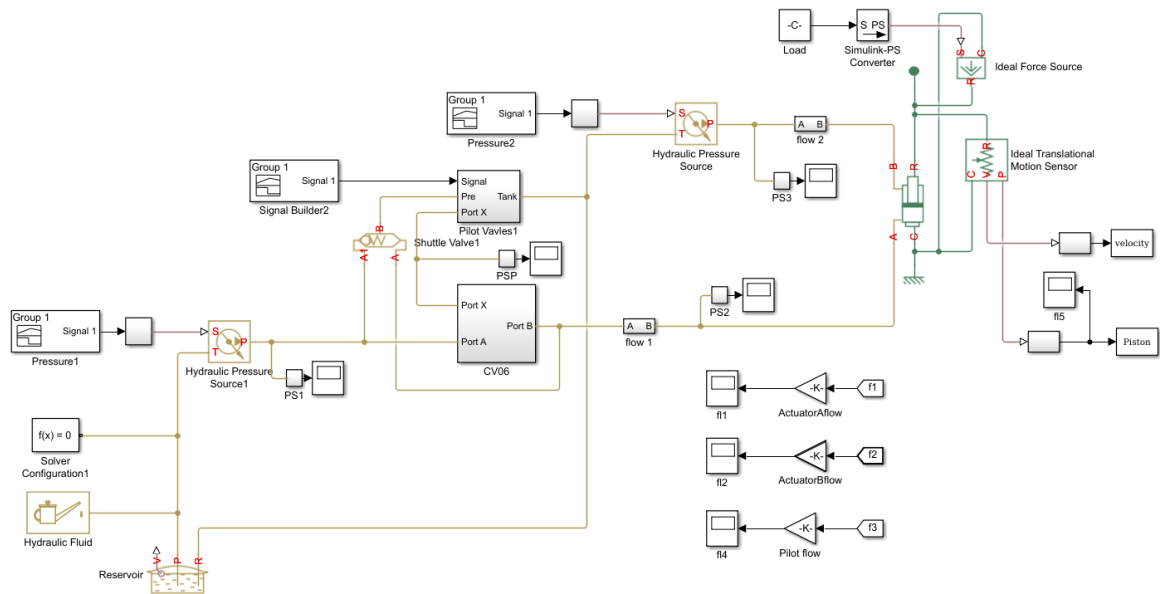 -C-
Load
S PS
Simulink-PS
Converter
S
C
R
Ideal Force Source
Group 1
Signal 1
Pressure2
S
T
P
Hydraulic Pressure
Source
A B
flow 2
PS3
B
R
A
C
R
C
V
P
Ideal Translational
Motion Sensor
velocity
Group 1
Signal 1
Signal Builder2
Signal
Pre
Port X
Tank
Pilot Vavles1
B
A1
A
Shuttle Valve1
PSP
Port X
Port A
Port B
CV06
A B
flow 1
PS2
fl5
Piston
Group 1
Signal 1
Pressure1
S
T
P
Hydraulic Pressure
Source1
PS1
f(x) = 0
Solver
Configuration1
Hydraulic Fluid
V
P
R
Reservoir
fl1
-K-
ActuatorAflow
f1
fl2
-K-
ActuatorBflow
f2
fl4
-K-
Pilot flow
f3